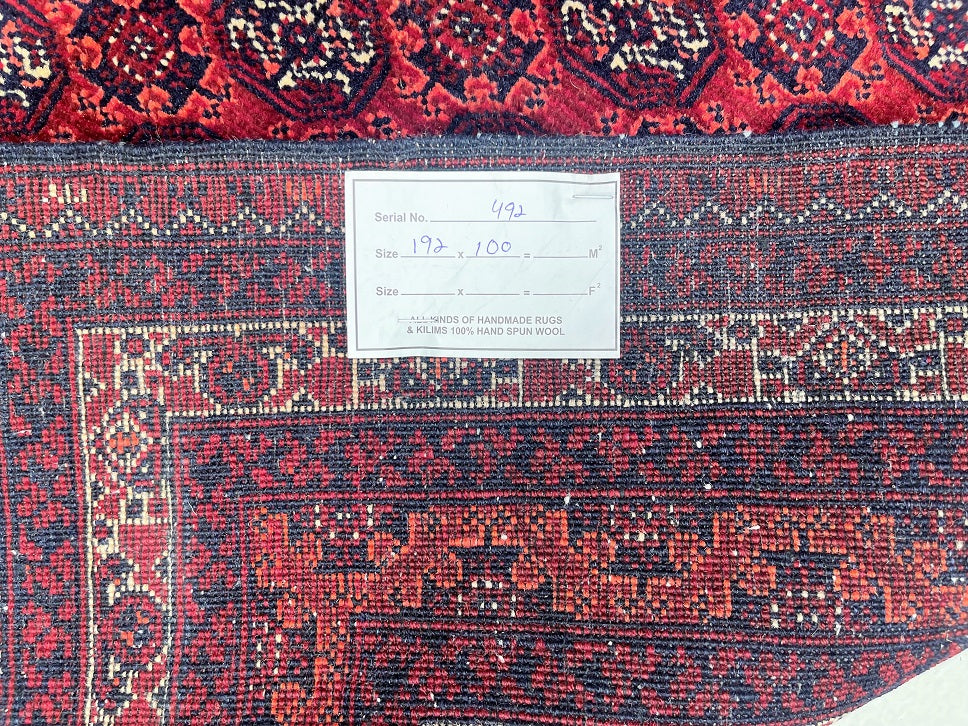 Serial No. 492
Size 192 x 100 = M²
Size x = F²
ALL KINDS OF HANDMADE RUGS
& KILIMS 100% HAND SPUN WOOL